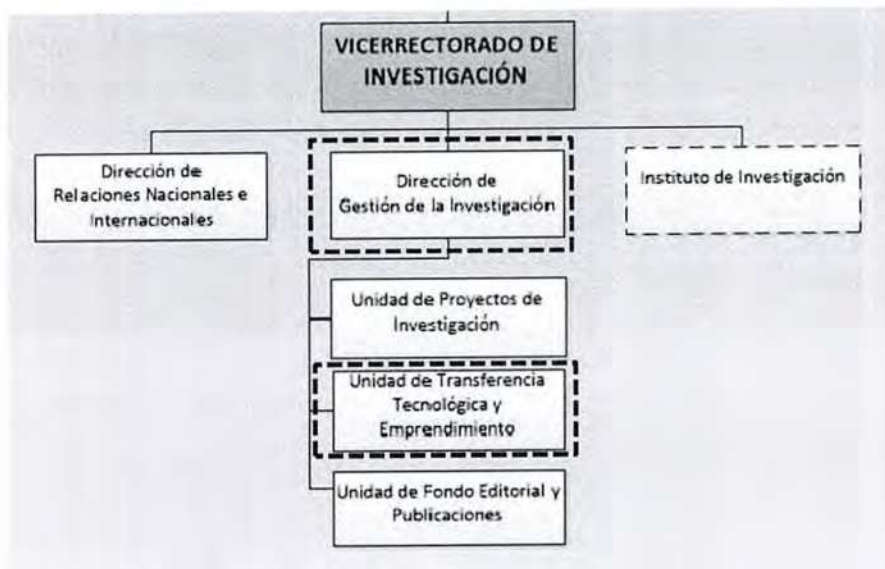 VICERRECTORADO DE
INVESTIGACIÓN
Dirección de
Relaciones Nacionales e
Internacionales
Dirección de
Gestión de la Investigación
Instituto de Investigación
Unidad de Proyectos de
Investigación
Unidad de Transferencia
Tecnológica y
Emprendimiento
Unidad de Fondo Editorial y
Publicaciones